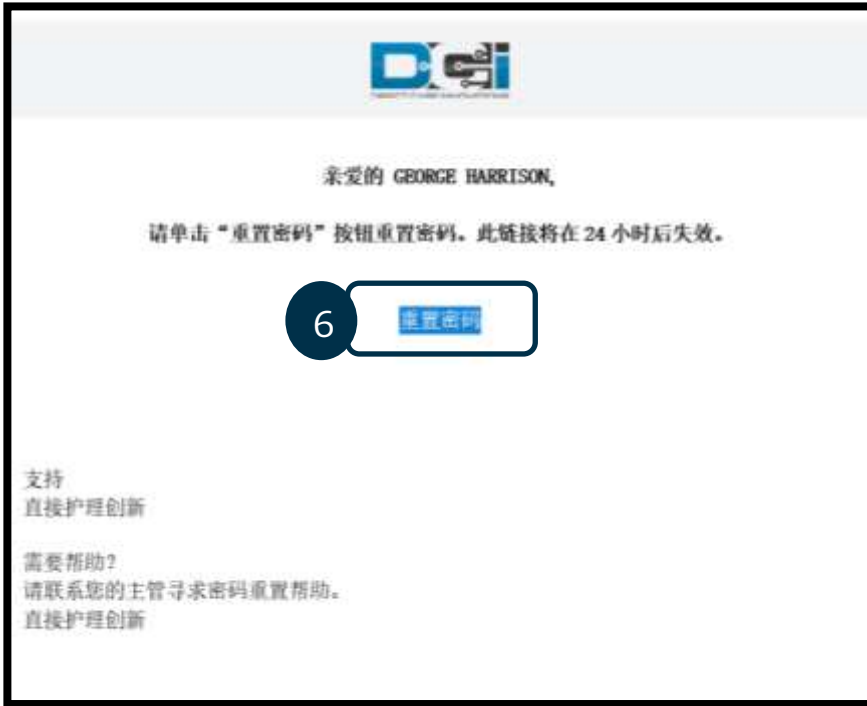 DCi
亲爱的 GEORGE HARRISON,
请单击“重置密码”按钮重置密码。此链接将在 24 小时后失效。
6
重置密码
支持
直接护理创新
需要帮助?
请联系您的主管寻求密码重置帮助。
直接护理创新